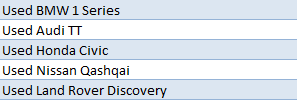 Used BMW 1 Series
Used Audi TT
Used Honda Civic
Used Nissan Qashqai
Used Land Rover Discovery